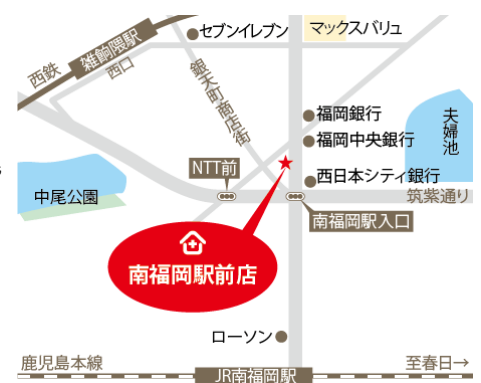 セブンイレブン
マックスバリュ
西鉄
雑餉隈駅
西口
銀天町商店街
福岡銀行
福岡中央銀行
夫婦池
NTT前
西日本シティ銀行
中尾公園
筑紫通り
南福岡駅入口
南福岡駅前店
ローソン
鹿児島本線
至春日→
JR南福岡駅